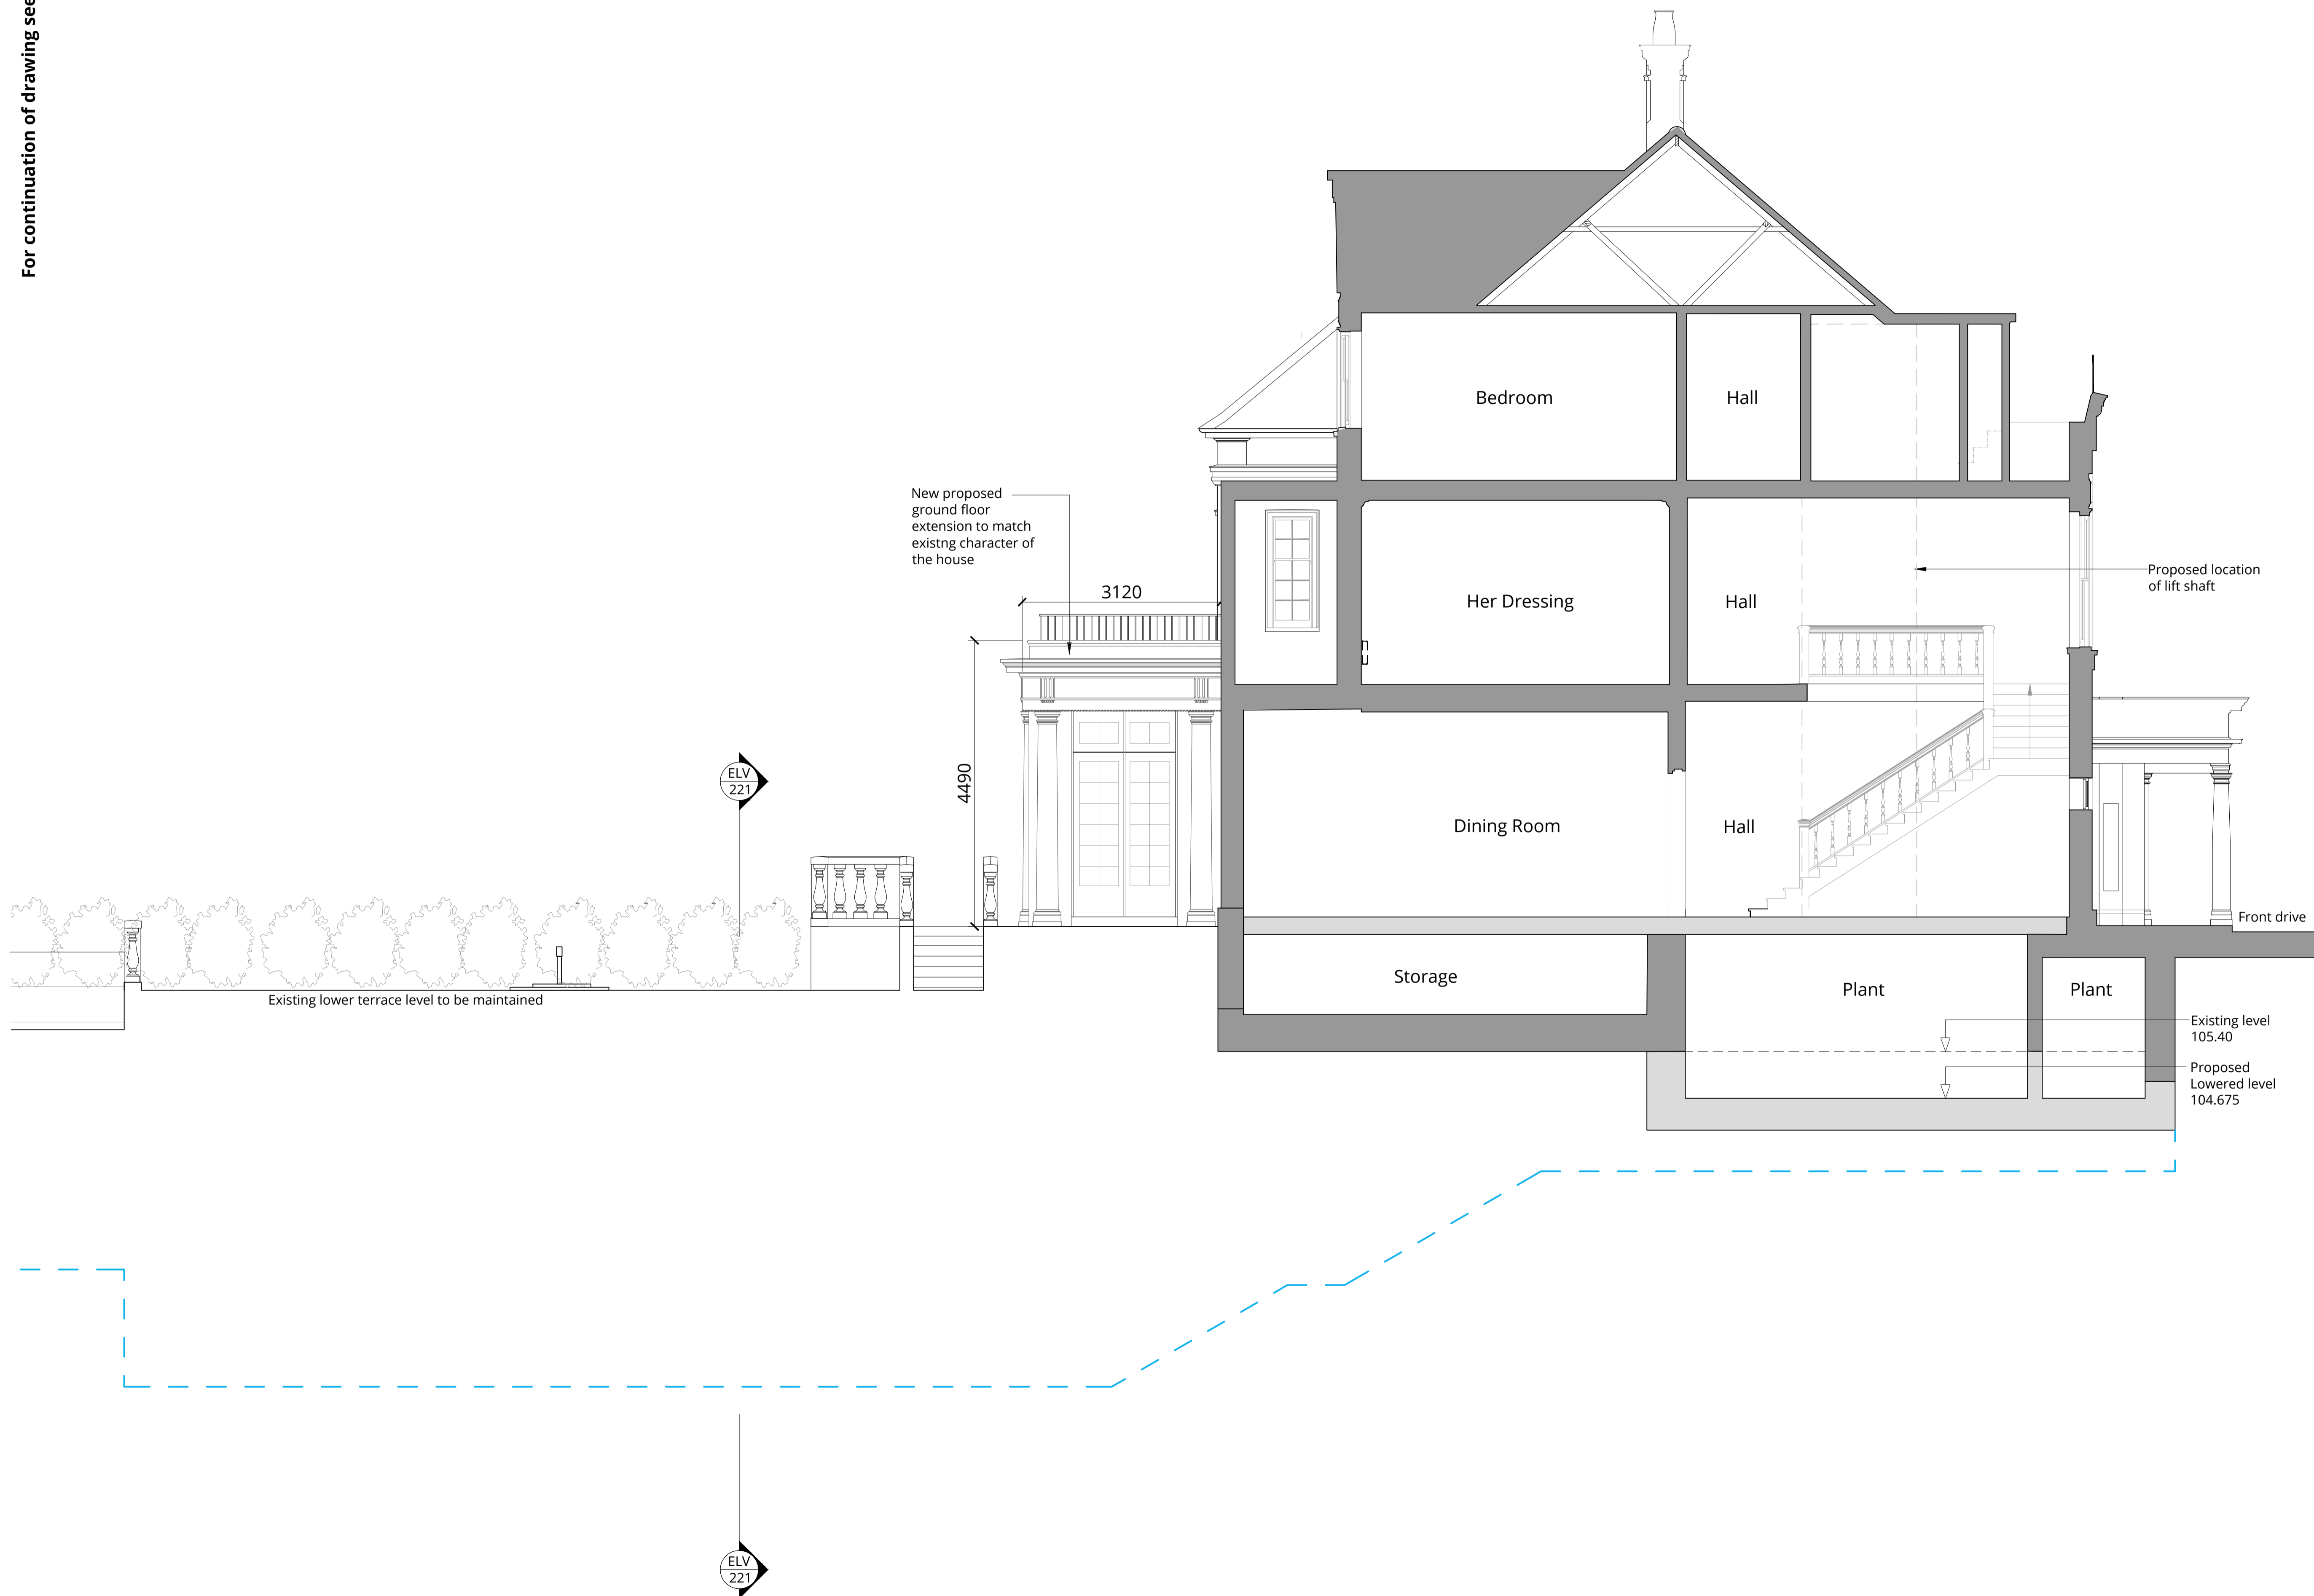 For continuation of drawing see
Bedroom
Hall
New proposed
ground floor
extension to match
existng character of
the house
3120
Her Dressing
Hall
Proposed location
of lift shaft
ELV
221
4490
Dining Room
Hall
Front drive
Existing lower terrace level to be maintained
Storage
Plant
Plant
Existing level
105.40
Proposed
Lowered level
104.675
ELV
221